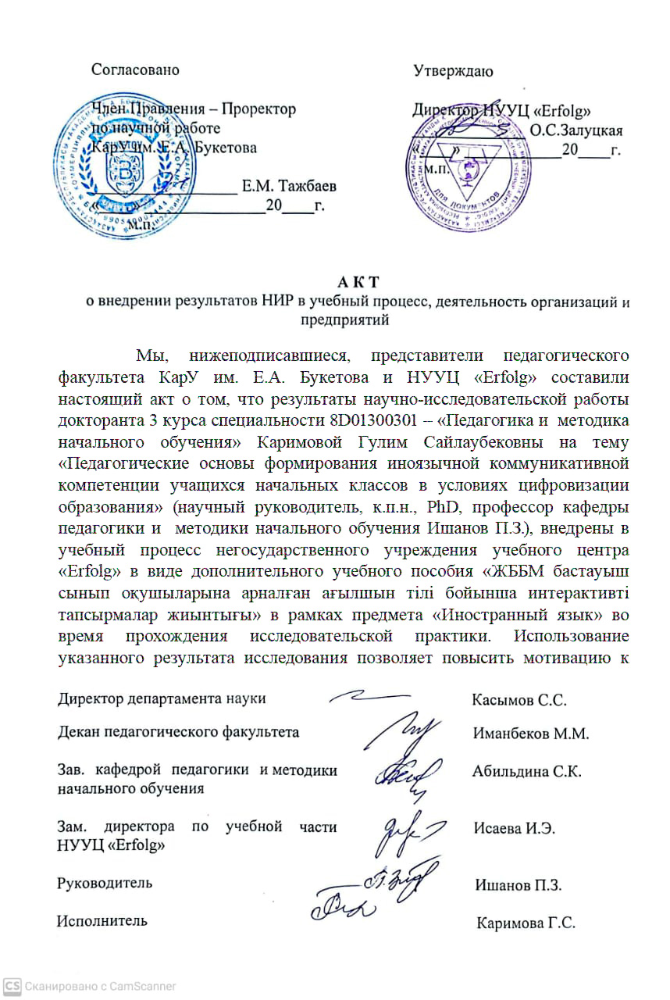 Согласовано
Утверждаю
Член Правления – Проректор
по научной работе
КарУ им. Е.А. Букетова
Е.М. Тажбаев
«____»________________20____г.
м.п.
Директор НУУЦ «Erfolg»
О.С.Залуцкая
«____»______________20____г.
м.п.
ДЛЯ ДОКУМЕНТОВ
А К Т
о внедрении результатов НИР в учебный процесс, деятельность организаций и
предприятий
Мы, нижеподписавшиеся, представители педагогического
факультета КарУ им. Е.А. Букетова и НУУЦ «Erfolg» составили
настоящий акт о том, что результаты научно-исследовательской работы
докторанта 3 курса специальности 8D01300301 – «Педагогика и методика
начального обучения» Каримовой Гулим Сайлаубековны на тему
«Педагогические основы формирования иноязычной коммуникативной
компетенции учащихся начальных классов в условиях цифровизации
образования» (научный руководитель, к.п.н., PhD, профессор кафедры
педагогики и методики начального обучения Ишанов П.З.), внедрены в
учебный процесс негосударственного учреждения учебного центра
«Erfolg» в виде дополнительного учебного пособия «ЖББМ бастауыш
сынып оқушыларына арналған ағылшын тілі бойынша интерактивті
тапсырмалар жиынтығы» в рамках предмета «Иностранный язык» во
время прохождения исследовательской практики. Использование
указанного результата исследования позволяет повысить мотивацию к
Директор департамента науки Касымов С.С.
Декан педагогического факультета Иманбеков М.М.
Зав. кафедрой педагогики и методики
начального обучения
Абильдина С.К.
Зам. директора по учебной части
НУУЦ «Erfolg»
Исаева И.Э.
Руководитель Ишанов П.З.
Исполнитель Каримова Г.С.
CS Сканировано с CamScanner